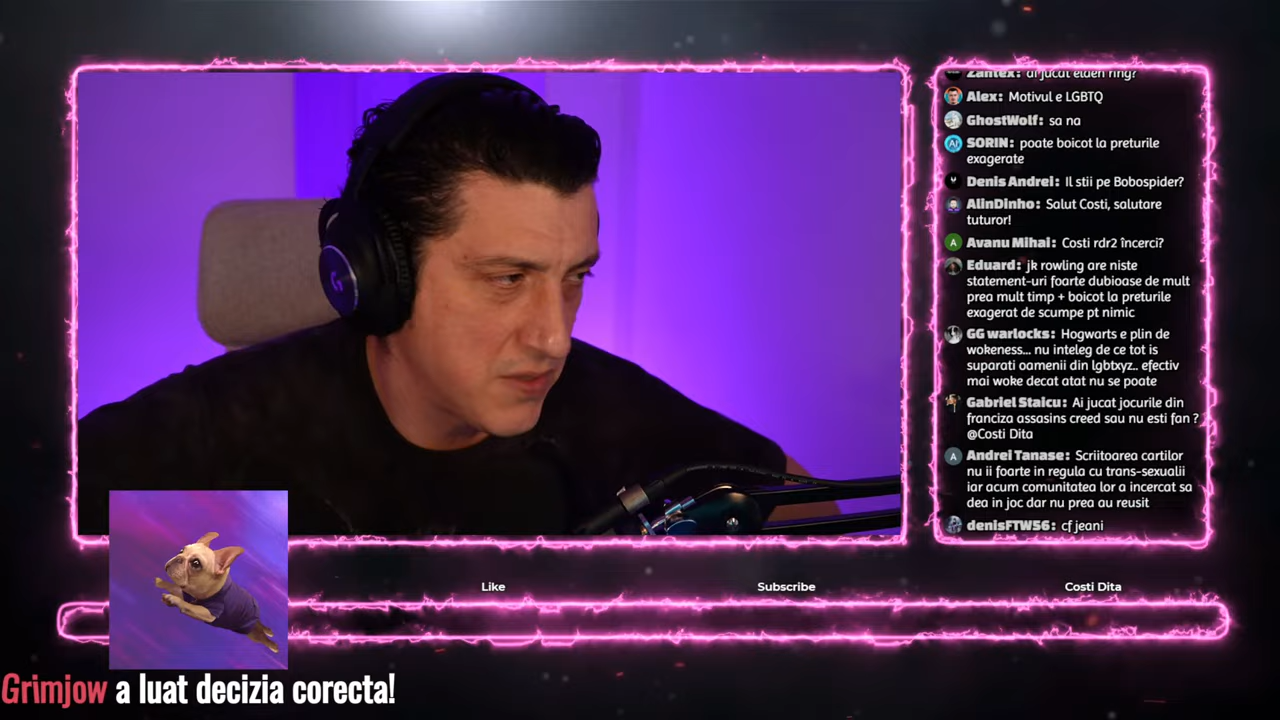 Zantex: ai jucat elden ring?
Alex: Motivul e LGBTQ
GhostWolf: sa na
SORIN: poate boicot la preturile
exagerate
Denis Andrei: Il stii pe Bobospider?
AlinDinho: Salut Costi, salutare
tuturor!
A Avanu Mihai: Costi rdr2 încerci?
Eduard: jk rowling are niste
statement-uri foarte dubioase de mult
prea mult timp + boicot la preturile
exagerat de scumpe pt nimic
GG warlocks: Hogwarts e plin de
wokeness... nu inteleg de ce tot is
suparati oamenii din lgbtxyz.. efectiv
mai woke decat atat nu se poate
Gabriel Staicu: Ai jucat jocurile din
franciza assasins creed sau nu esti fan ?
@Costi Dita
A Andrei Tanase: Scriitoarea cartilor
nu ii foarte in regula cu trans-sexualii
iar acum comunitatea lor a incercat sa
dea in joc dar nu prea au reusit
denisFTW56: cf jeani
Like
Subscribe
Costi Dita
Grimjow a luat decizia corecta!